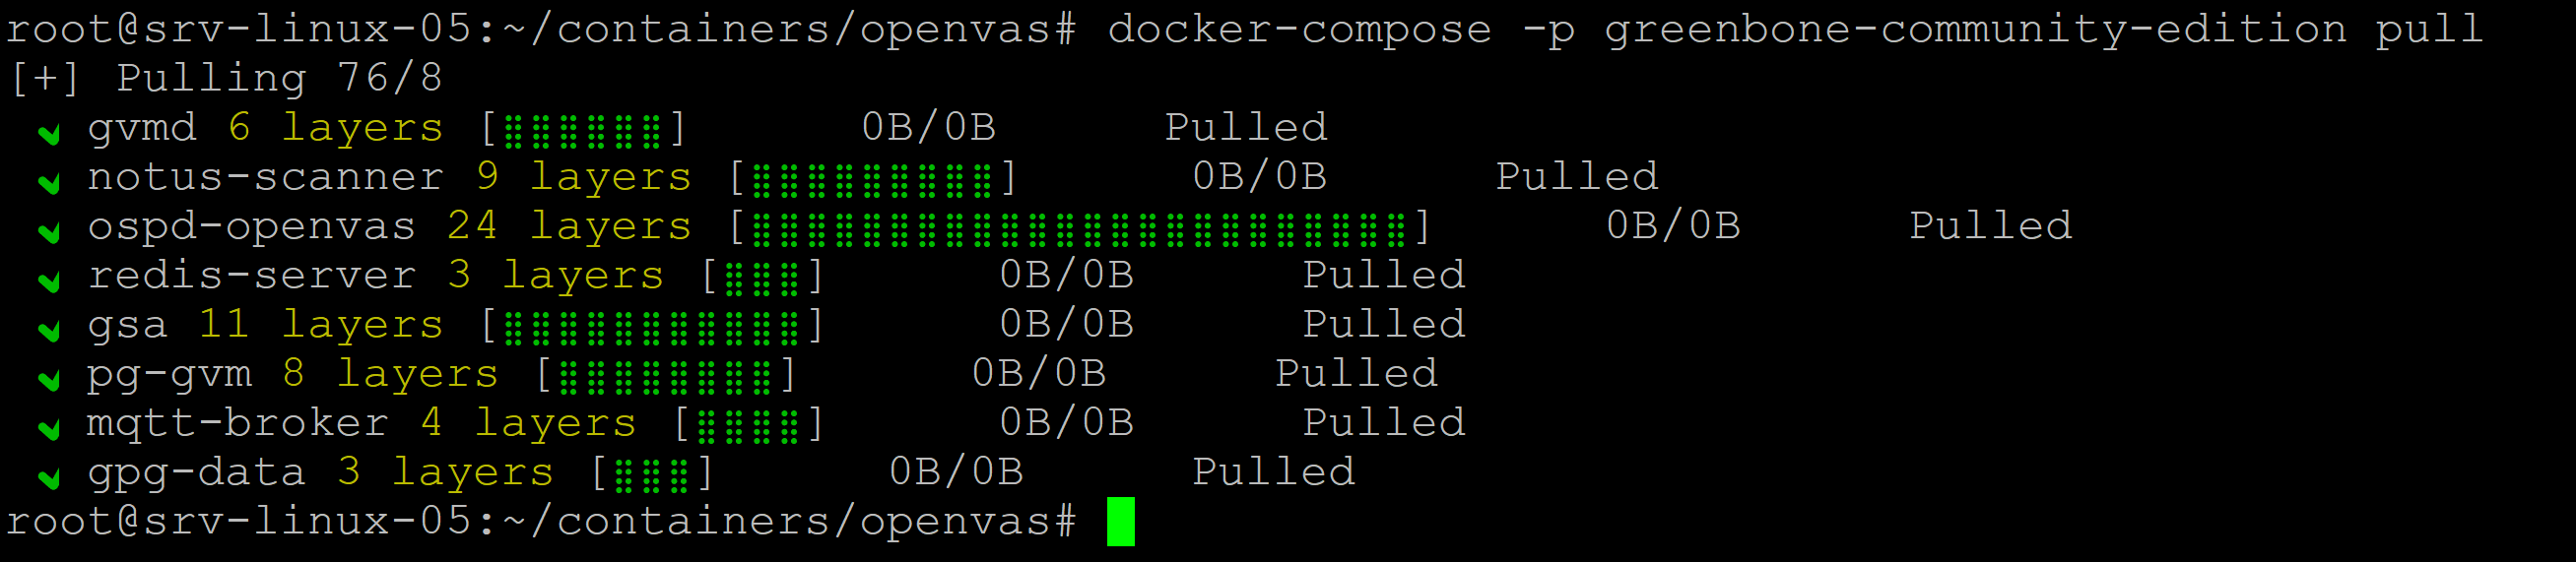 root@srv-linux-05:~/containers/openvas# docker-compose -p greenbone-community-edition pull
[+] Pulling 76/8
✔ gvmd 6 layers [⣿⣿⣿⣿⣿⣿] 0B/0B Pulled
✔ notus-scanner 9 layers [⣿⣿⣿⣿⣿⣿⣿⣿⣿] 0B/0B Pulled
✔ ospd-openvas 24 layers [⣿⣿⣿⣿⣿⣿⣿⣿⣿⣿⣿⣿⣿⣿⣿⣿⣿⣿⣿⣿⣿⣿⣿⣿] 0B/0B Pulled
✔ redis-server 3 layers [⣿⣿⣿] 0B/0B Pulled
✔ gsa 11 layers [⣿⣿⣿⣿⣿⣿⣿⣿⣿⣿⣿] 0B/0B Pulled
✔ pg-gvm 8 layers [⣿⣿⣿⣿⣿⣿⣿⣿] 0B/0B Pulled
✔ mqtt-broker 4 layers [⣿⣿⣿⣿] 0B/0B Pulled
✔ gpg-data 3 layers [⣿⣿⣿] 0B/0B Pulled
root@srv-linux-05:~/containers/openvas#